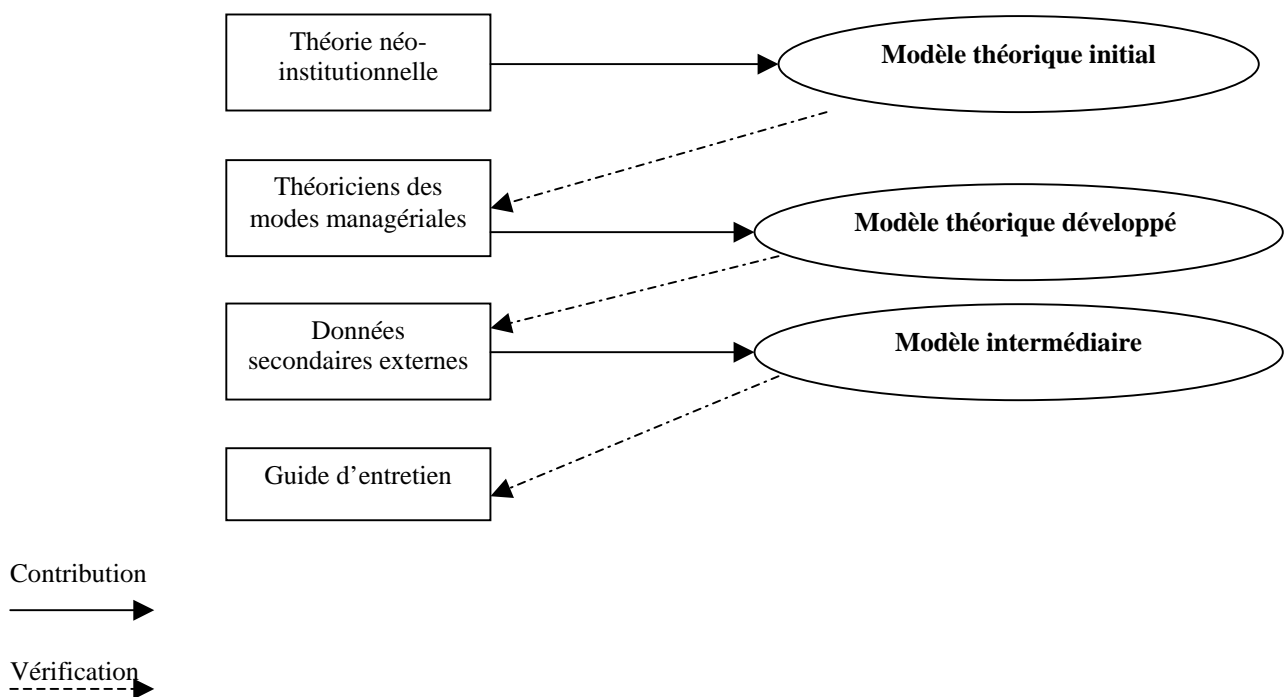 Théorie néo-
institutionnelle
Modèle théorique initial
Théoriciens des
modes managériales
Modèle théorique développé
Données
secondaires externes
Modèle intermédiaire
Guide d’entretien
Contribution
Vérification